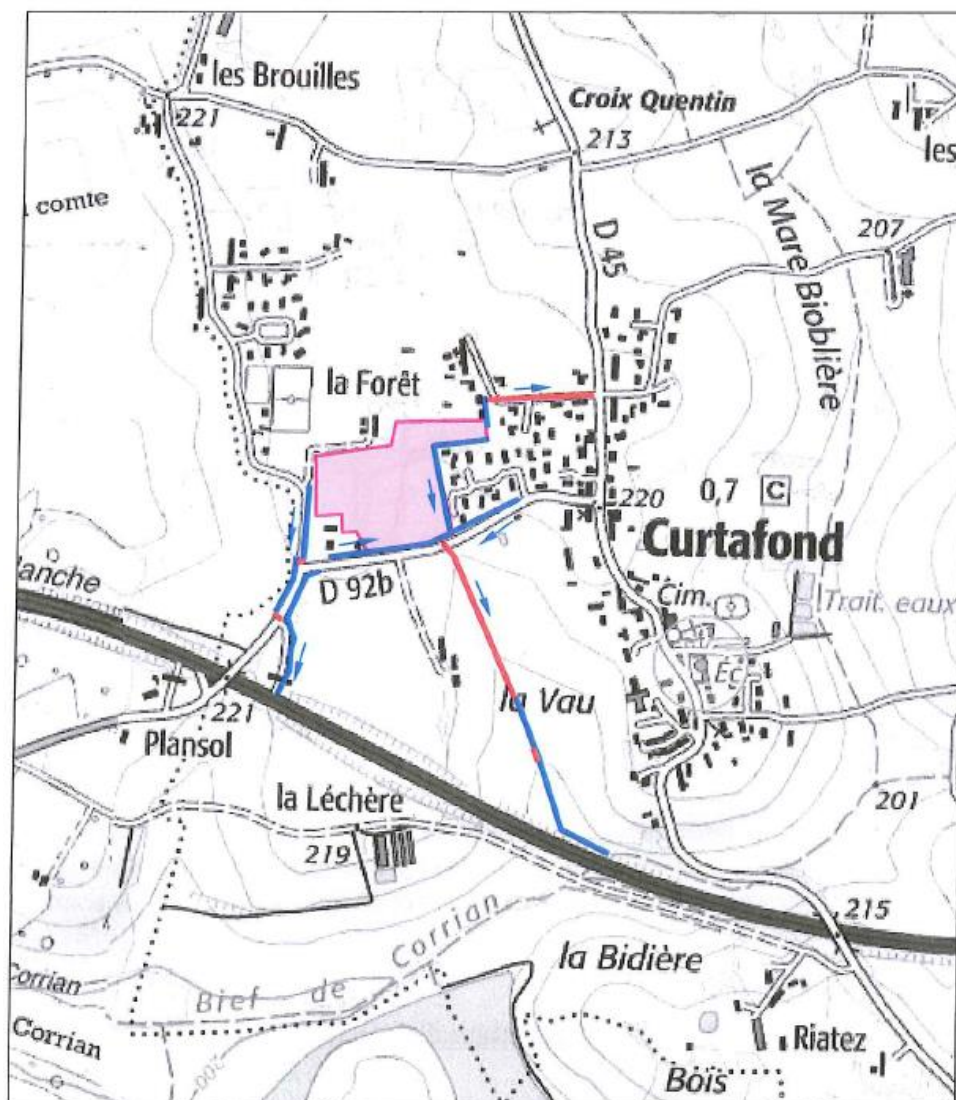 les Brouilles
221
Croix Quentin
213
les
comte
la Mare Bioblière
D 45
207
la Forêt
220
0,7 C
Curtafond
D 92b
Cim.
Trait. eaux
Éc
la Vau
221
Plansol
la Léchère
219
201
215
Bief de Corrian
la Bidière
Corrian
Corrian
Riatez
Bois
200